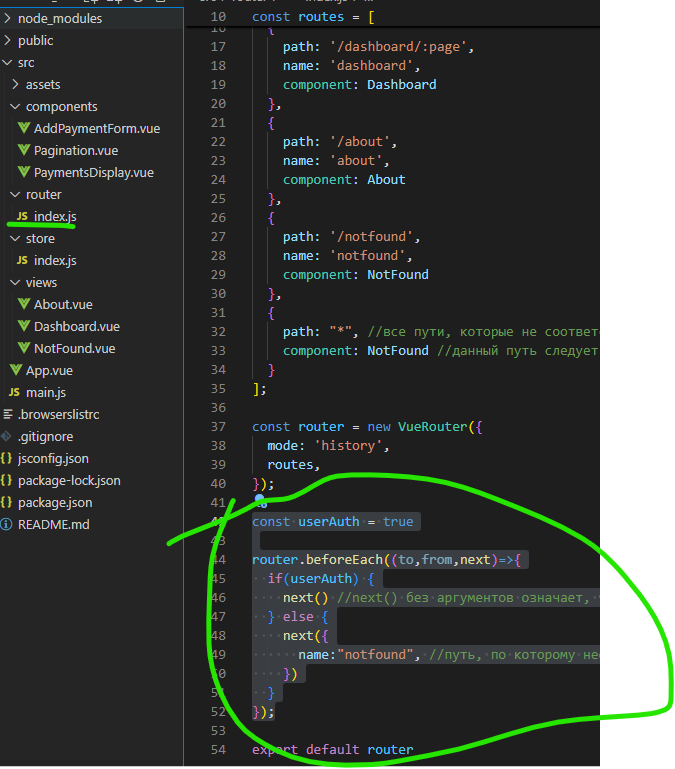 node_modules
public
src
assets
components
AddPaymentForm.vue
Pagination.vue
PaymentsDisplay.vue
router
JS index.js
store
JS index.js
views
About.vue
Dashboard.vue
NotFound.vue
App.vue
JS main.js
.browserslistrc
.gitignore
{} jsconfig.json
{} package-lock.json
{} package.json
README.md
10 const routes = [
16 {
17 path: '/dashboard/:page',
18 name: 'dashboard',
19 component: Dashboard
20 },
21 {
22 path: '/about',
23 name: 'about',
24 component: About
25 },
26 {
27 path: '/notfound',
28 name: 'notfound',
29 component: NotFound
30 },
31 {
32 path: "*", //все пути, которые не соответ
33 component: NotFound //данный путь следует
34 }
35 ];
36
37 const router = new VueRouter({
38 mode: 'history',
39 routes,
40 });
41
42 const userAuth = true
43
44 router.beforeEach((to,from,next)=>{
45 if(userAuth) {
46 next() //next() без аргументов означает,
47 } else {
48 next({
49 name:"notfound", //путь, по которому нео
50 })
51 }
52 });
53
54 export default router